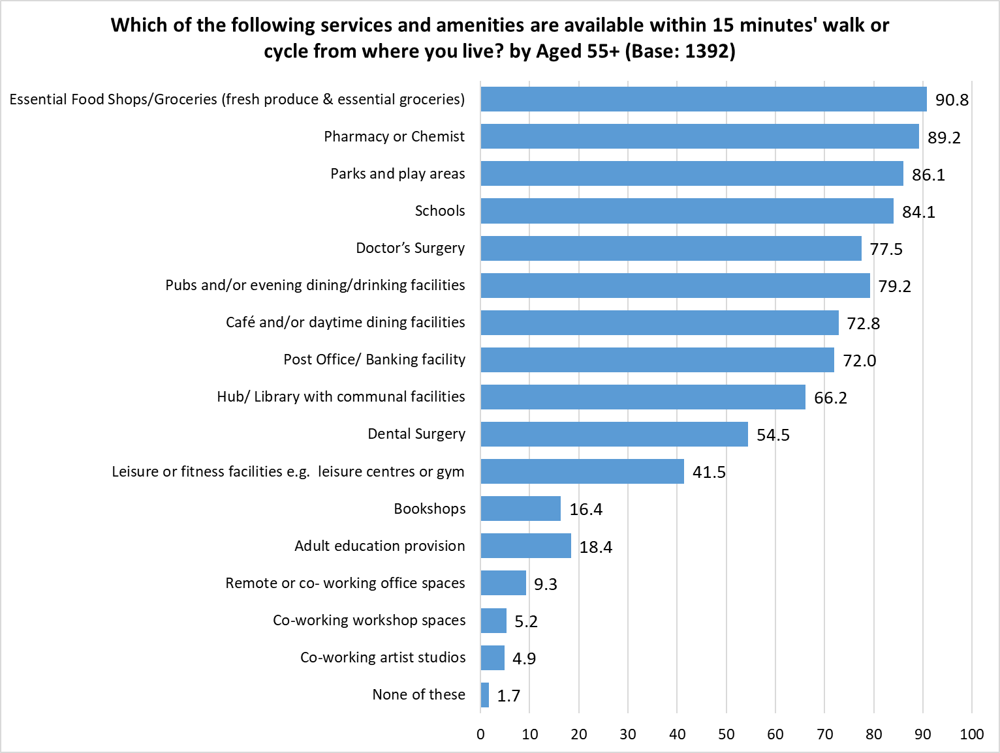 Which of the following services and amenities are available within 15 minutes' walk or
cycle from where you live? by Aged 55+ (Base: 1392)
Essential Food Shops/Groceries (fresh produce & essential groceries) 90.8
Pharmacy or Chemist 89.2
Parks and play areas 86.1
Schools 84.1
Doctor’s Surgery 77.5
Pubs and/or evening dining/drinking facilities 79.2
Café and/or daytime dining facilities 72.8
Post Office/ Banking facility 72.0
Hub/ Library with communal facilities 66.2
Dental Surgery 54.5
Leisure or fitness facilities e.g.  leisure centres or gym 41.5
Bookshops 16.4
Adult education provision 18.4
Remote or co- working office spaces 9.3
Co-working workshop spaces 5.2
Co-working artist studios 4.9
None of these 1.7
0 10 20 30 40 50 60 70 80 90 100